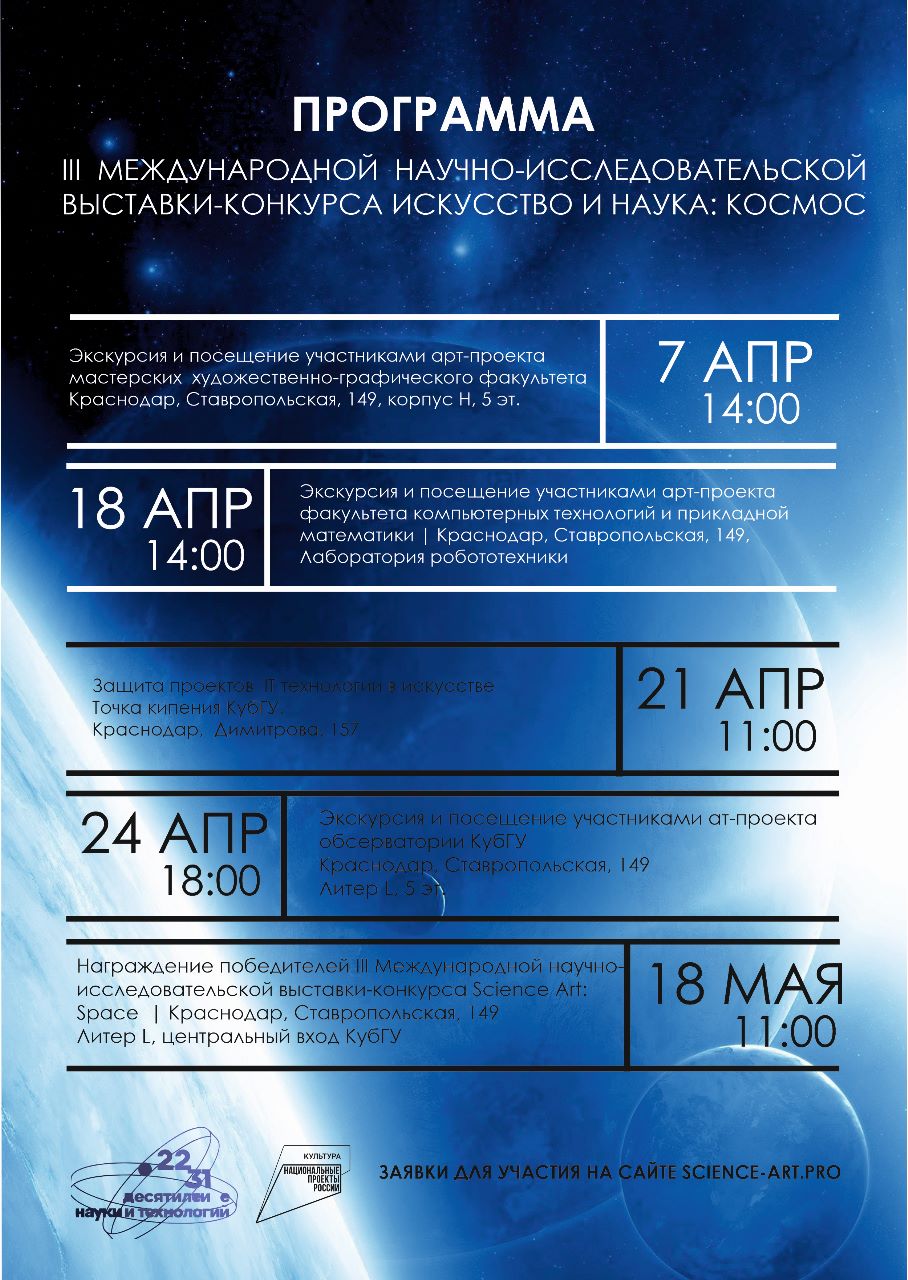 ПРОГРАММА
III МЕЖДУНАРОДНОЙ НАУЧНО-ИССЛЕДОВАТЕЛЬСКОЙ
ВЫСТАВКИ-КОНКУРСА ИСКУССТВО И НАУКА: КОСМОС
Экскурсия и посещение участниками арт-проекта
мастерских художественно-графического факультета
Краснодар, Ставропольская, 149, корпус Н, 5 эт.
7 АПР
14:00
18 АПР
14:00
Экскурсия и посещение участниками арт-проекта
факультета компьютерных технологий и прикладной
математики | Краснодар, Ставропольская, 149,
Лаборатория робототехники
Защита проектов IT технологии в искусстве
Точка кипения КубГУ.
Краснодар, Димитрова, 157
21 АПР
11:00
24 АПР
18:00
Экскурсия и посещение участниками ат-проекта
обсерватории КубГУ
Краснодар, Ставропольская, 149
Литер L, 5 эт.
Награждение победителей III Международной научно-
исследовательской выставки-конкурса Science Art:
Space | Краснодар, Ставропольская, 149
Литер L, центральный вход КубГУ
18 МАЯ
11:00
22
31
десятилети е
науки и технологии
КУЛЬТУРА
НАЦИОНАЛЬНЫЕ
ПРОЕКТЫ
РОССИИ
ЗАЯВКИ ДЛЯ УЧАСТИЯ НА САЙТЕ SCIENCE-ART.PRO